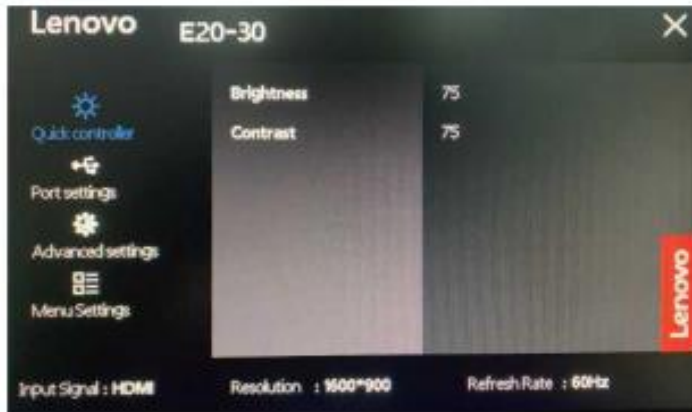 Lenovo E20-30
Quick controller
Port settings
Advanced settings
Menu Settings
Brightness 75
Contrast 75
Lenovo
Input Signal : HDMI Resolution : 1600*900 Refresh Rate : 60Hz